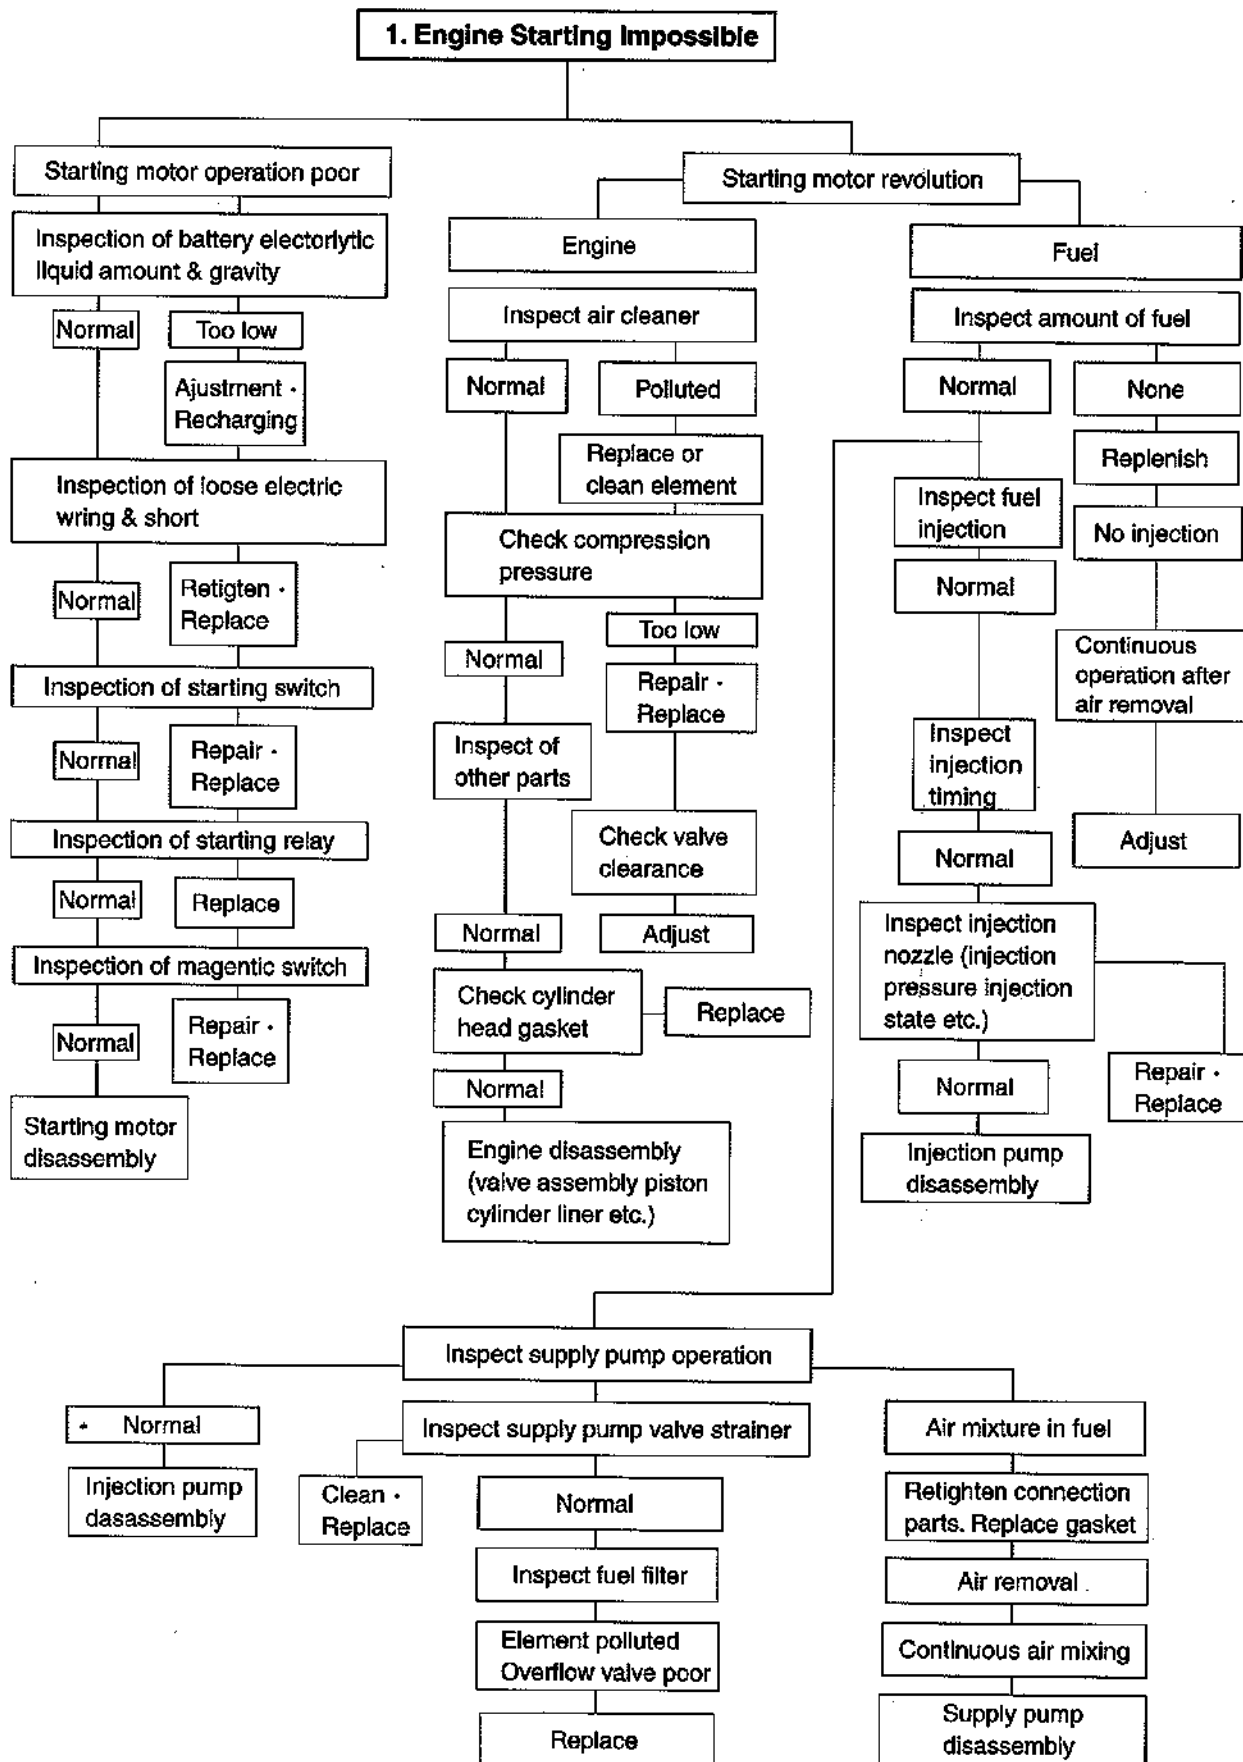 1. Engine Starting Impossible
Starting motor operation poor
Inspection of battery electorlytic
liquid amount & gravity
Normal
Too low
Ajustment ·
Recharging
Inspection of loose electric
wring & short
Normal
Retigten ·
Replace
Inspection of starting switch
Normal
Repair ·
Replace
Inspection of starting relay
Normal
Replace
Inspection of magentic switch
Normal
Repair ·
Replace
Starting motor
disassembly
Starting motor revolution
Engine
Inspect air cleaner
Normal
Polluted
Replace or
clean element
Check compression
pressure
Too low
Normal
Repair ·
Replace
Inspect of
other parts
Check valve
clearance
Normal
Adjust
Check cylinder
head gasket
Replace
Normal
Engine disassembly
(valve assembly piston
cylinder liner etc.)
Fuel
Inspect amount of fuel
Normal
None
Replenish
Inspect fuel
injection
No injection
Normal
Continuous
operation after
air removal
Inspect
injection
timing
Normal
Adjust
Inspect injection
nozzle (injection
pressure injection
state etc.)
Normal
Repair ·
Replace
Injection pump
disassembly
Inspect supply pump operation
Normal
Injection pump
dasassembly
Inspect supply pump valve strainer
Clean ·
Replace
Normal
Inspect fuel filter
Element polluted
Overflow valve poor
Replace
Air mixture in fuel
Retighten connection
parts. Replace gasket
Air removal
Continuous air mixing
Supply pump
disassembly